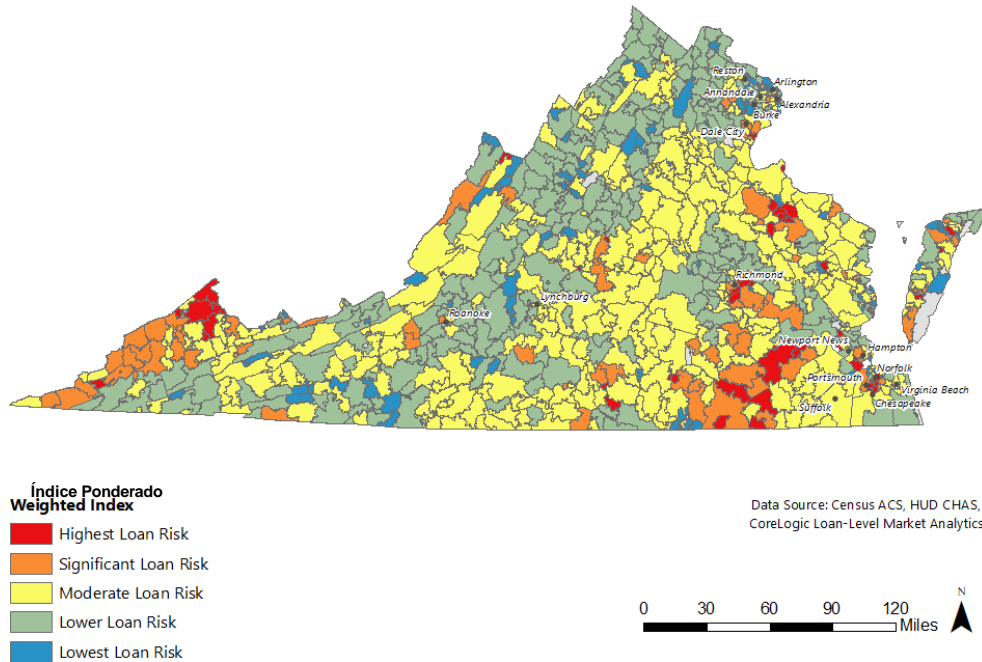 Reston
Arlington
Annandale
Alexandria
Burke
Dale City
Richmond
Lynchburg
Roanoke
Newport News
Hampton
Norfolk
Portsmouth
Virginia Beach
Chesapeake
Suffolk
Índice Ponderado
Weighted Index
Highest Loan Risk
Significant Loan Risk
Moderate Loan Risk
Lower Loan Risk
Lowest Loan Risk
Data Source: Census ACS, HUD CHAS,
CoreLogic Loan-Level Market Analytics
N
0 30 60 90 120
Miles